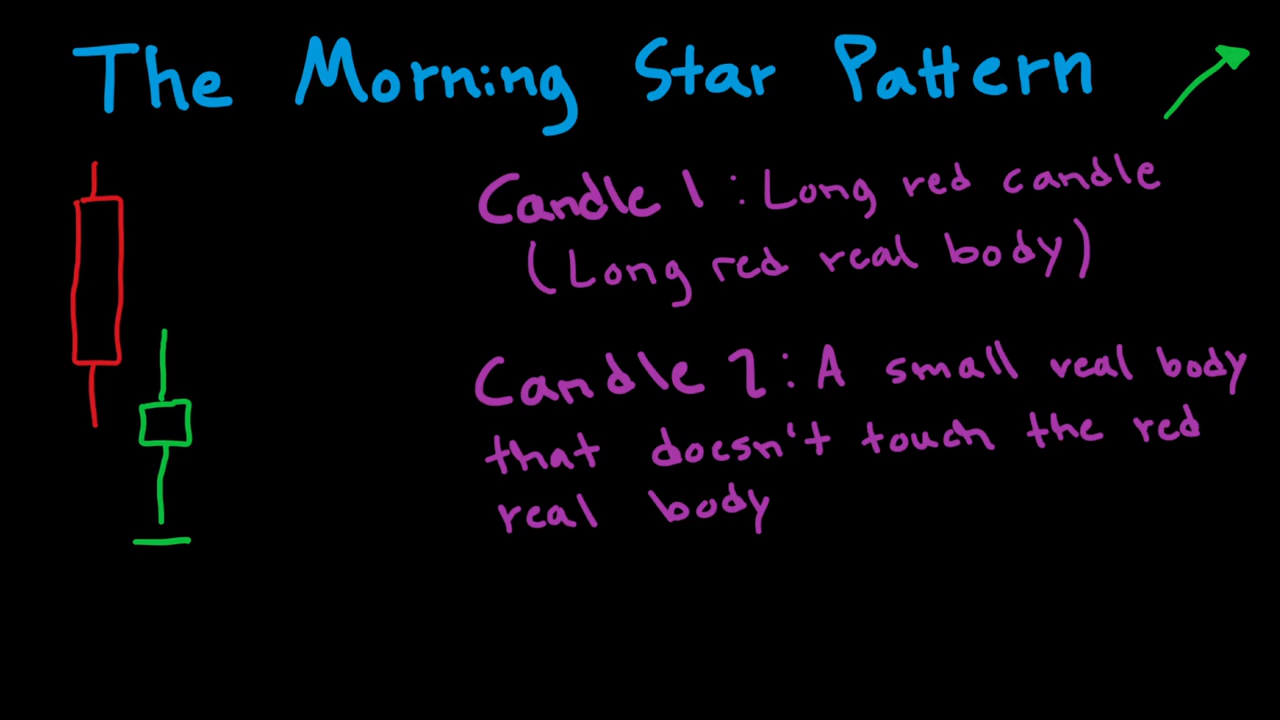 The Morning Star Pattern
Candle 1: Long red candle
(Long red real body)
Candle 2: A small real body
that doesn't touch the red
real body